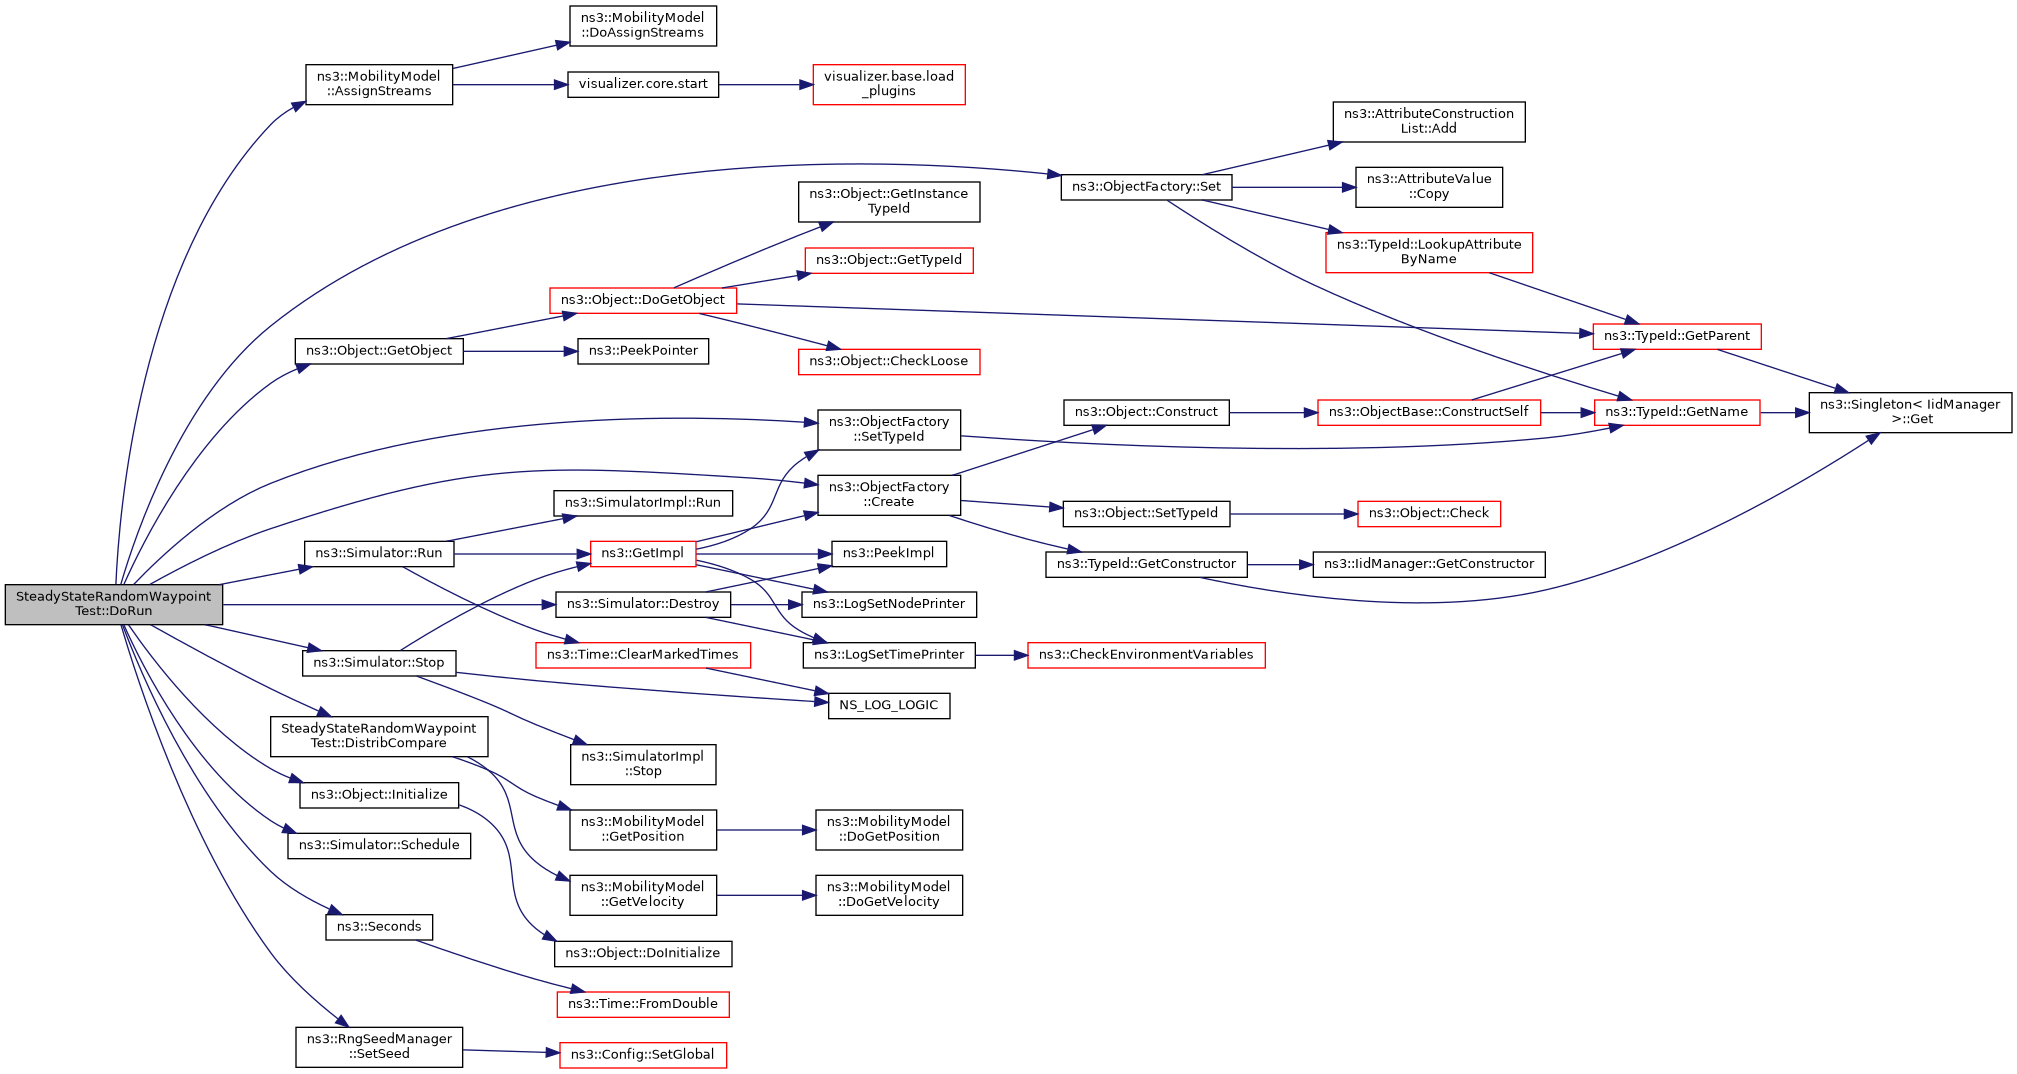 ns3::MobilityModel
::DoAssignStreams
ns3::MobilityModel
::AssignStreams
visualizer.core.start
visualizer.base.load
_plugins
ns3::AttributeConstruction
List::Add
ns3::ObjectFactory::Set
ns3::AttributeValue
::Copy
ns3::Object::GetInstance
TypeId
ns3::TypeId::LookupAttribute
ByName
ns3::Object::GetTypeId
ns3::Object::DoGetObject
ns3::TypeId::GetParent
ns3::Object::GetObject
ns3::PeekPointer
ns3::Object::CheckLoose
ns3::ObjectFactory
::SetTypeId
ns3::Object::Construct
ns3::ObjectBase::ConstructSelf
ns3::TypeId::GetName
ns3::Singleton< IidManager
>::Get
ns3::ObjectFactory
::Create
ns3::SimulatorImpl::Run
ns3::Object::SetTypeId
ns3::Object::Check
ns3::Simulator::Run
ns3::GetImpl
ns3::PeekImpl
ns3::TypeId::GetConstructor
ns3::IidManager::GetConstructor
SteadyStateRandomWaypoint
Test::DoRun
ns3::Simulator::Destroy
ns3::LogSetNodePrinter
ns3::Simulator::Stop
ns3::Time::ClearMarkedTimes
ns3::LogSetTimePrinter
ns3::CheckEnvironmentVariables
NS_LOG_LOGIC
SteadyStateRandomWaypoint
Test::DistribCompare
ns3::SimulatorImpl
::Stop
ns3::Object::Initialize
ns3::MobilityModel
::GetPosition
ns3::MobilityModel
::DoGetPosition
ns3::Simulator::Schedule
ns3::MobilityModel
::GetVelocity
ns3::MobilityModel
::DoGetVelocity
ns3::Seconds
ns3::Object::DoInitialize
ns3::Time::FromDouble
ns3::RngSeedManager
::SetSeed
ns3::Config::SetGlobal